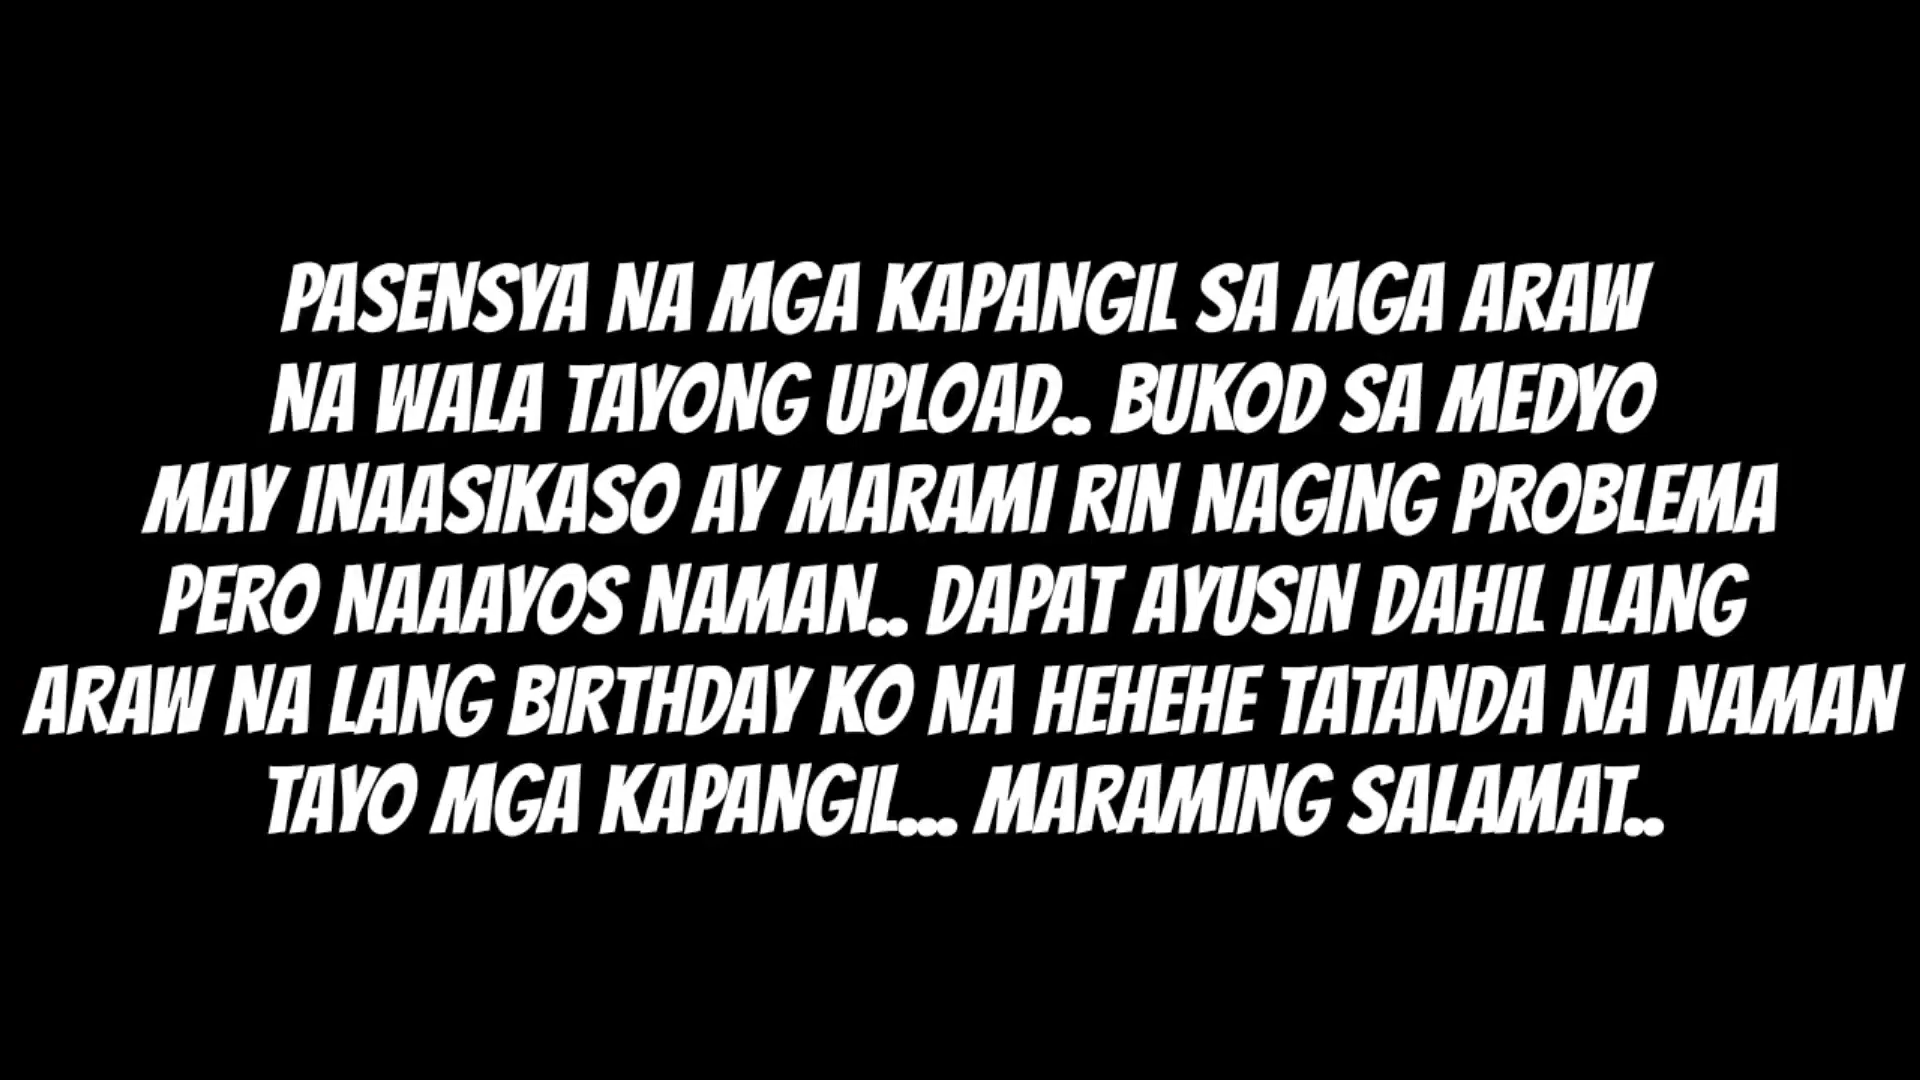 PASENSYA NA MGA KAPANGIL SA MGA ARAW
NA WALA TAYONG UPLOAD.. BUKOD SA MEDYO
MAY INAASIKASO AY MARAMI RIN NAGING PROBLEMA
PERO NAAAYOS NAMAN.. DAPAT AYUSIN DAHIL ILANG
ARAW NA LANG BIRTHDAY KO NA HEHEHE TATANDA NA NAMAN
TAYO MGA KAPANGIL... MARAMING SALAMAT..